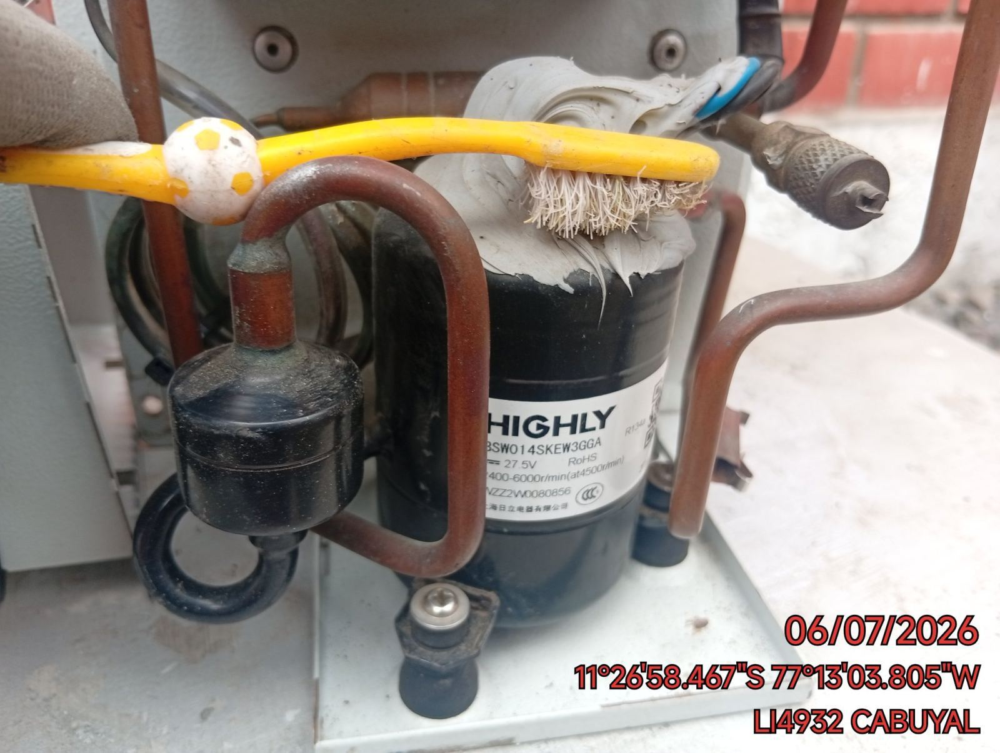 HIGHLY
BSW014SKEW3GGA
R134a
27.5V RoHS
400-6000r/min(at4500r/min)
WZZ2W0080856
CCC
上海日立电器有限公司
06/07/2026
11°26'58.467"S 77°13'03.805"W
LI4932 CABUYAL